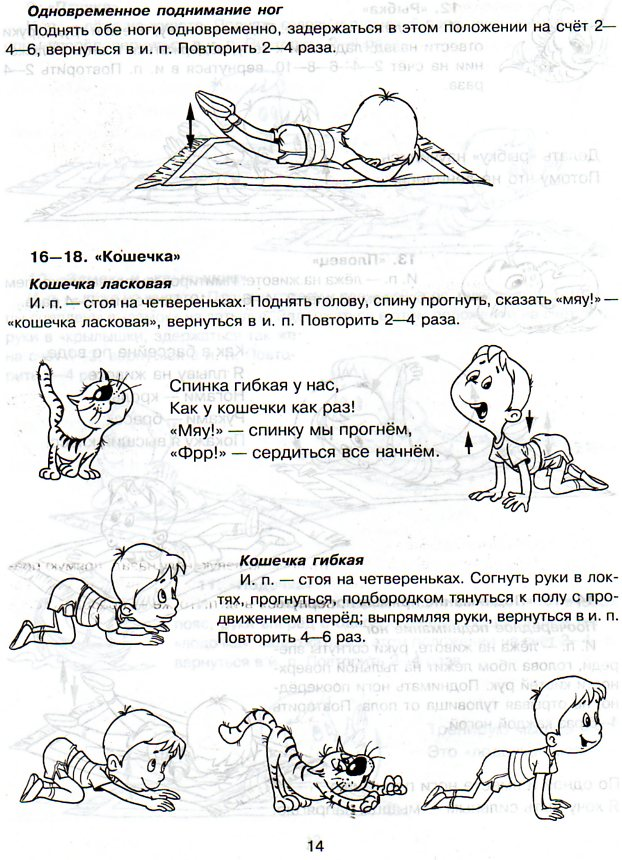 Одновременное поднимание ног
Поднять обе ноги одновременно, задержаться в этом положении на счёт 2—
4—6, вернуться в и. п. Повторить 2—4 раза.
16—18. «Кошечка»
Кошечка ласковая
И. п. — стоя на четвереньках. Поднять голову, спину прогнуть, сказать «мяу!» —
«кошечка ласковая», вернуться в и. п. Повторить 2—4 раза.
Спинка гибкая у нас,
Как у кошечки как раз!
«Мяу!» — спинку мы прогнём,
«Фрр!» — сердиться все начнём.
Кошечка гибкая
И. п. — стоя на четвереньках. Согнуть руки в лок-
тях, прогнуться, подбородком тянуться к полу с про-
движением вперёд; выпрямляя руки, вернуться в и. п.
Повторить 4—6 раз.
14